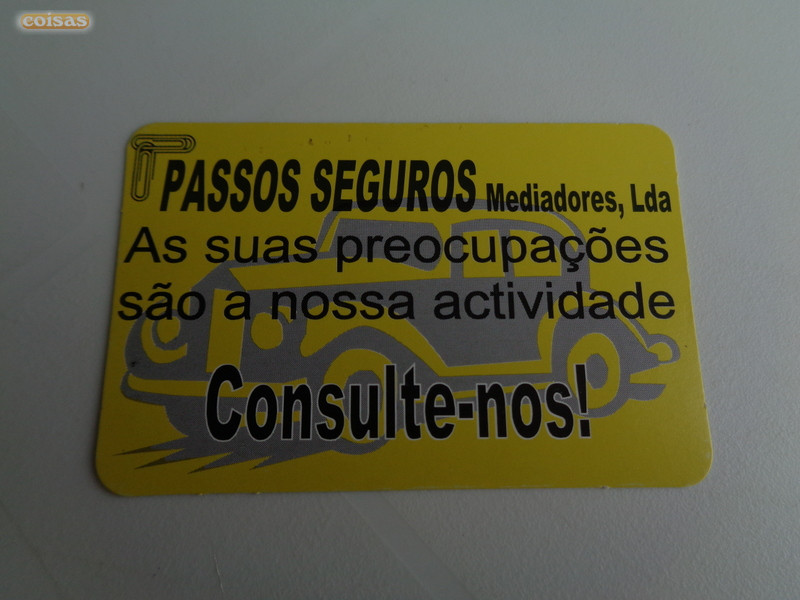 coisas
PASSOS SEGUROS Mediadores, Lda
As suas preocupações
são a nossa actividade
Consulte-nos!